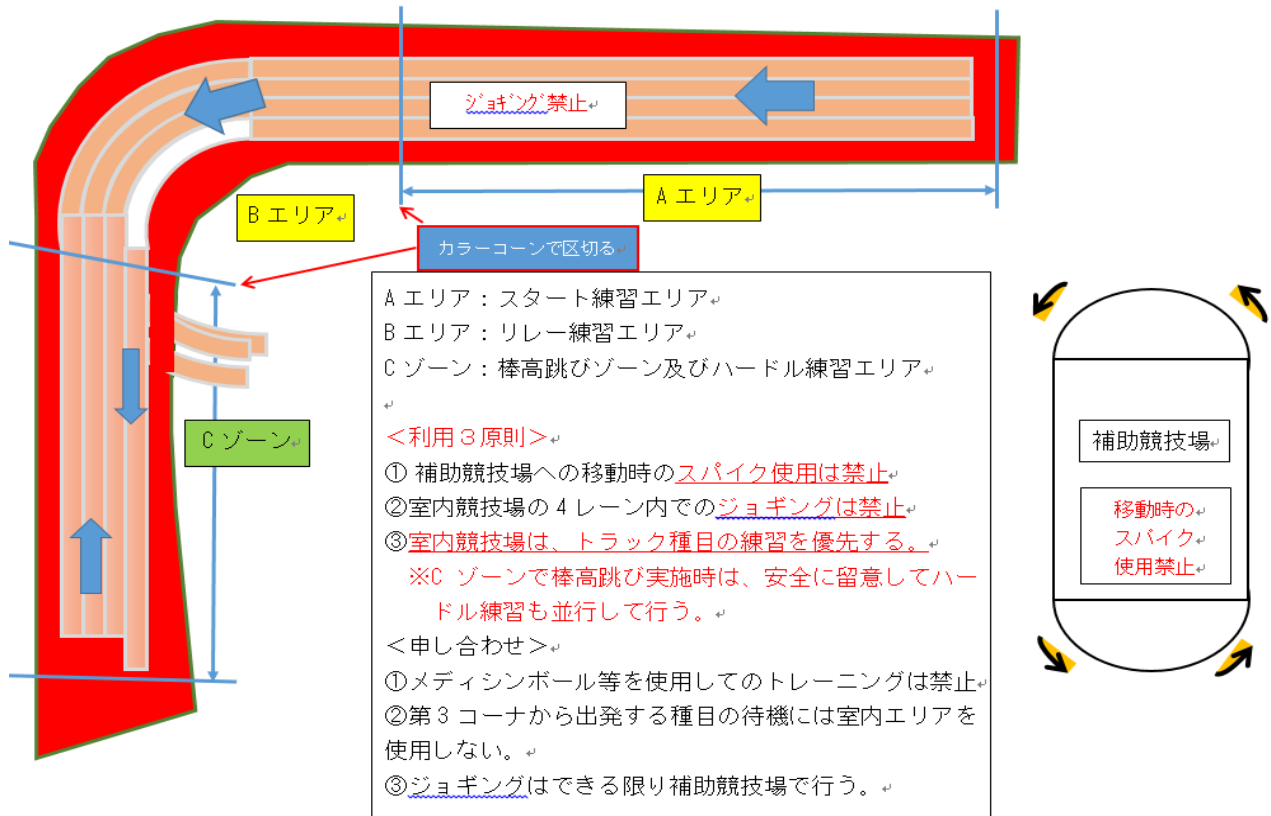 ｼﾞｮｷﾞﾝｸﾞ禁止
Aエリア
Bエリア
カラーコーンで区切る
Cゾーン
Aエリア：スタート練習エリア
Bエリア：リレー練習エリア
Cゾーン：棒高跳びゾーン及びハードル練習エリア
＜利用３原則＞
① 補助競技場への移動時のスパイク使用は禁止
②室内競技場の4レーン内でのジョギングは禁止
③室内競技場は、トラック種目の練習を優先する。
※C ゾーンで棒高跳び実施時は、安全に留意してハー
ドル練習も並行して行う。
＜申し合わせ＞
①メディシンボール等を使用してのトレーニングは禁止
②第3コーナから出発する種目の待機には室内エリアを
使用しない。
③ジョギングはできる限り補助競技場で行う。
補助競技場
移動時の
スパイク
使用禁止